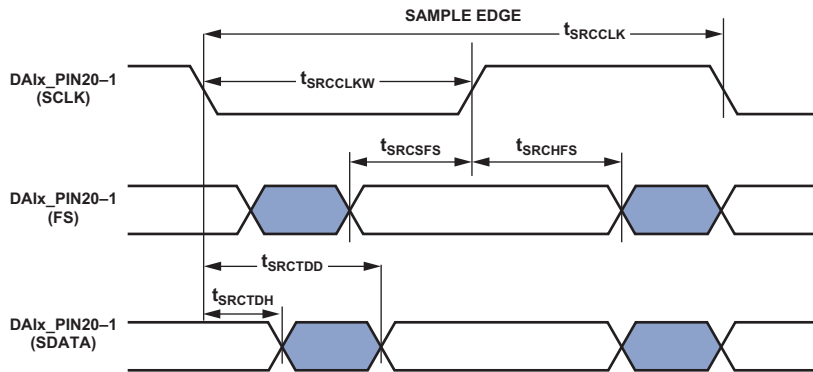 SAMPLE EDGE
tSRCCLK
DAIx_PIN20–1
(SCLK)
tSRCCLKW
tSRCSFS
tSRCHFS
DAIx_PIN20–1
(FS)
tSRCTDD
tSRCTDH
DAIx_PIN20–1
(SDATA)